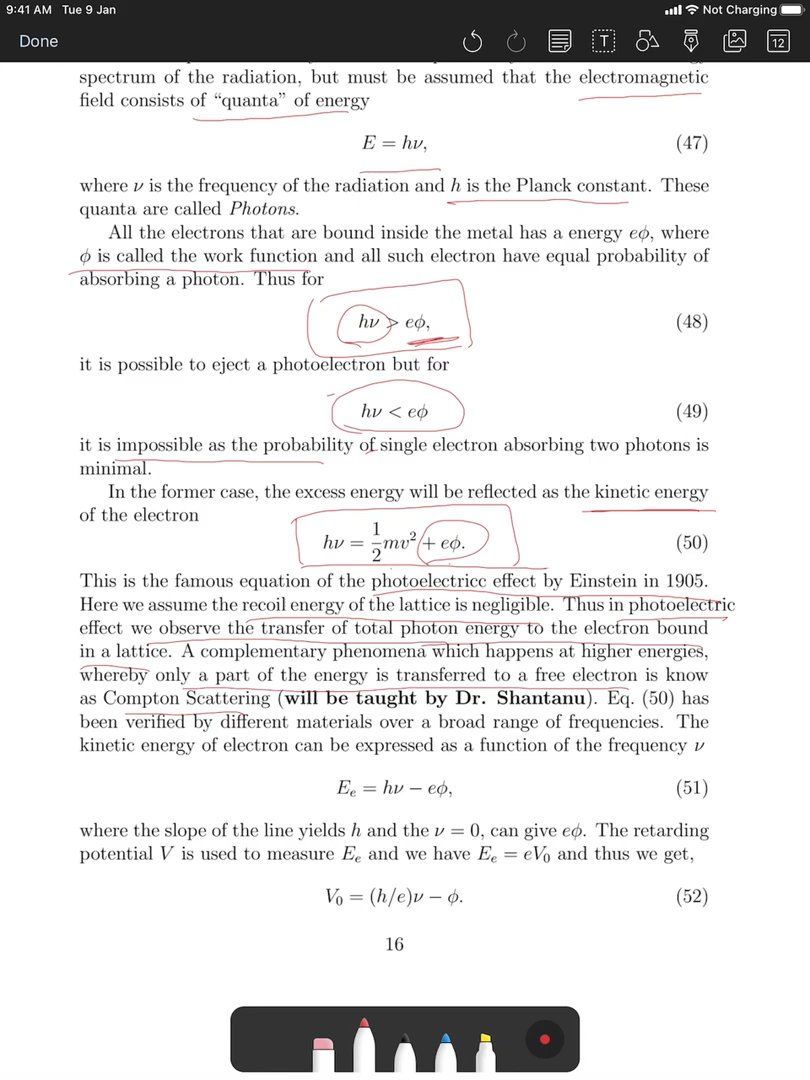 9:41 AM Tue 9 Jan Not Charging
Done T 12
spectrum of the radiation, but must be assumed that the electromagnetic
field consists of “quanta” of energy
E = hν, (47)
where ν is the frequency of the radiation and h is the Planck constant. These
quanta are called Photons.
All the electrons that are bound inside the metal has a energy eϕ, where
ϕ is called the work function and all such electron have equal probability of
absorbing a photon. Thus for
hν > eϕ, (48)
it is possible to eject a photoelectron but for
hν < eϕ (49)
it is impossible as the probability of single electron absorbing two photons is
minimal.
In the former case, the excess energy will be reflected as the kinetic energy
of the electron
hν = 1/2 mv² + eϕ. (50)
This is the famous equation of the photoelectricc effect by Einstein in 1905.
Here we assume the recoil energy of the lattice is negligible. Thus in photoelectric
effect we observe the transfer of total photon energy to the electron bound
in a lattice. A complementary phenomena which happens at higher energies,
whereby only a part of the energy is transferred to a free electron is know
as Compton Scattering (will be taught by Dr. Shantanu). Eq. (50) has
been verified by different materials over a broad range of frequencies. The
kinetic energy of electron can be expressed as a function of the frequency ν
Eₑ = hν − eϕ, (51)
where the slope of the line yields h and the ν = 0, can give eϕ. The retarding
potential V is used to measure Eₑ and we have Eₑ = eV₀ and thus we get,
V₀ = (h/e)ν − ϕ. (52)
16